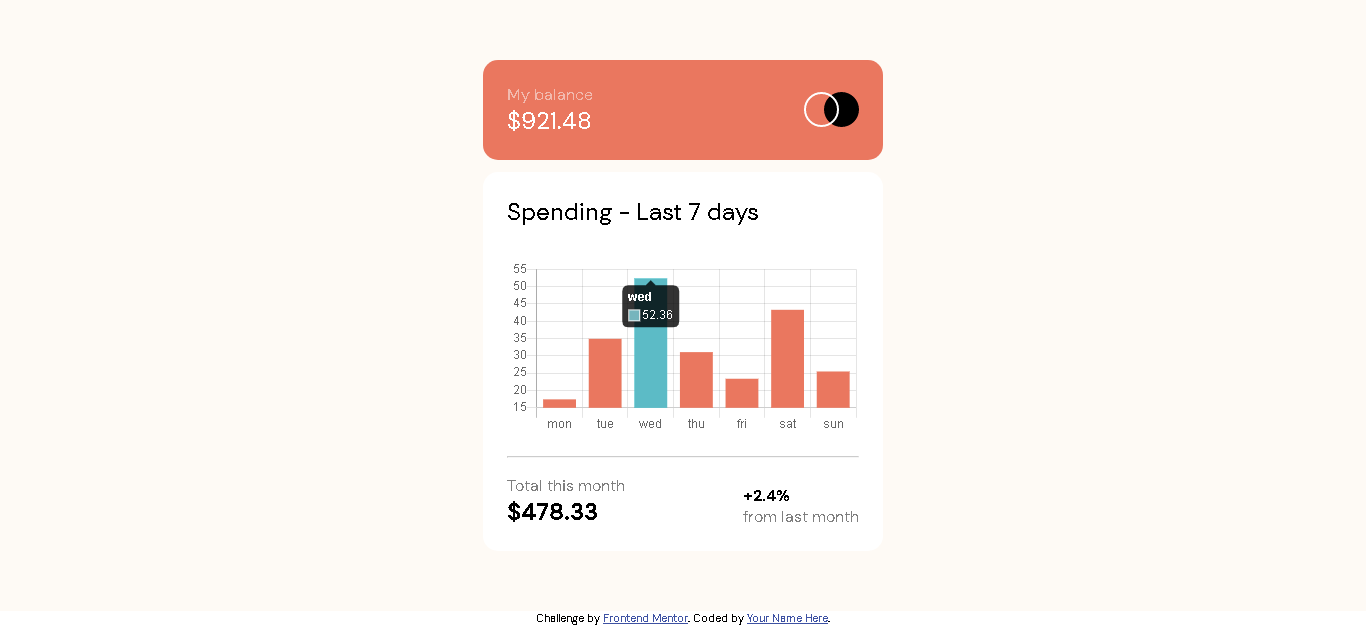 My balance
$921.48
Spending - Last 7 days
55
50
45
40
35
30
25
20
15
wed
52.36
mon tue wed thu fri sat sun
Total this month
$478.33
+2.4%
from last month
Challenge by Frontend Mentor. Coded by Your Name Here.